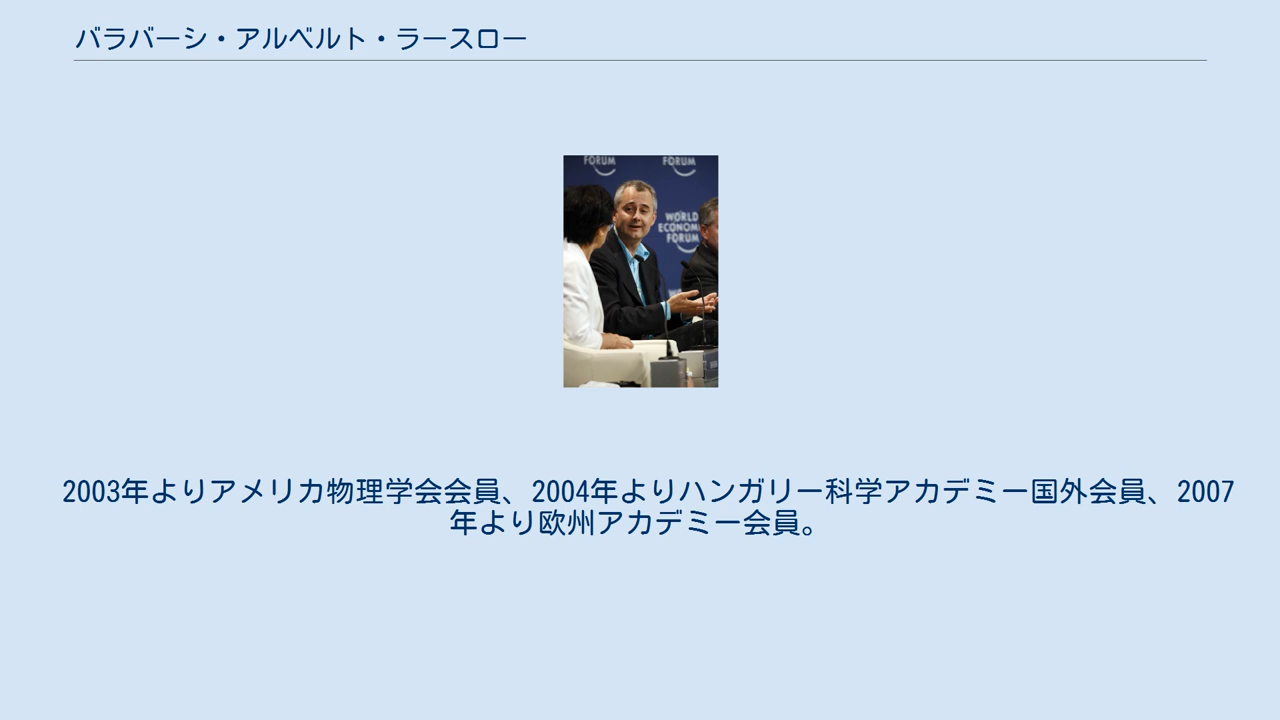 バラバーシ・アルベルト・ラースロー
FORUM
FORUM
WORLD
ECONOM
FORUM
2003年よりアメリカ物理学会会員、2004年よりハンガリー科学アカデミー国外会員、2007
年より欧州アカデミー会員。